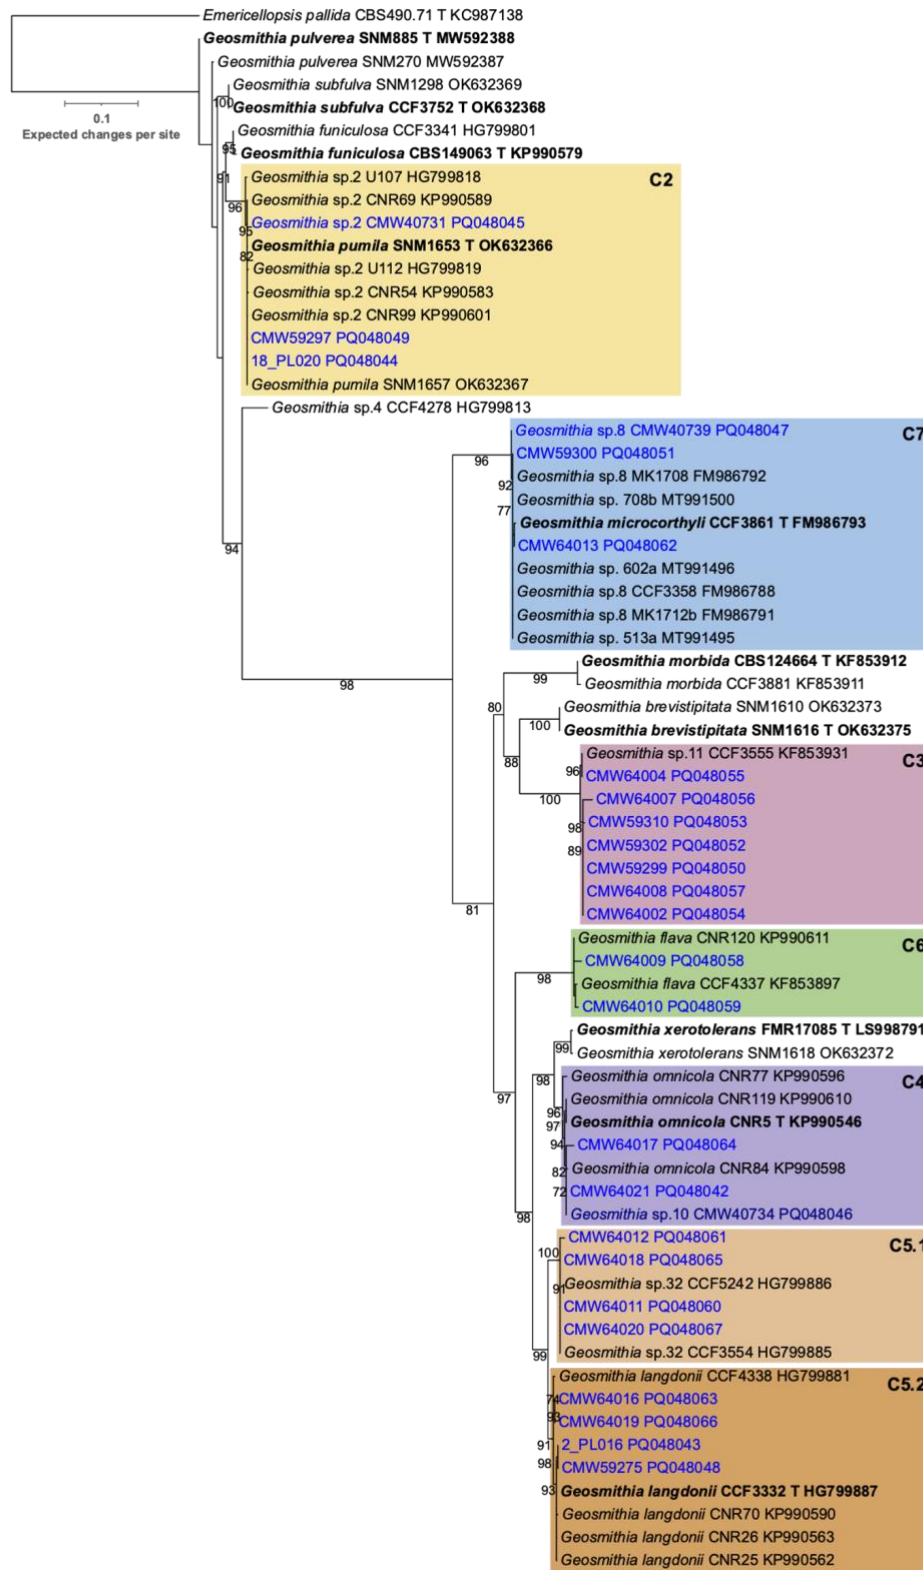 Emericellopsis pallida CBS490.71 T KC987138
Geosmithia pulverea SNM885 T MW592388
Geosmithia pulverea SNM270 MW592387
Geosmithia subfulva SNM1298 OK632369
100
Geosmithia subfulva CCF3752 T OK632368
0.1
Expected changes per site
Geosmithia funiculosa CCF3341 HG799801
95
Geosmithia funiculosa CBS149063 T KP990579
91
Geosmithia sp.2 U107 HG799818
C2
Geosmithia sp.2 CNR69 KP990589
96
Geosmithia sp.2 CMW40731 PQ048045
95
Geosmithia pumila SNM1653 T OK632366
82
Geosmithia sp.2 U112 HG799819
Geosmithia sp.2 CNR54 KP990583
Geosmithia sp.2 CNR99 KP990601
CMW59297 PQ048049
18_PL020 PQ048044
Geosmithia pumila SNM1657 OK632367
Geosmithia sp.4 CCF4278 HG799813
Geosmithia sp.8 CMW40739 PQ048047
C7
CMW59300 PQ048051
96
Geosmithia sp.8 MK1708 FM986792
92
Geosmithia sp. 708b MT991500
77
Geosmithia microcorthyli CCF3861 T FM986793
CMW64013 PQ048062
94
Geosmithia sp. 602a MT991496
Geosmithia sp.8 CCF3358 FM986788
Geosmithia sp.8 MK1712b FM986791
Geosmithia sp. 513a MT991495
Geosmithia morbida CBS124664 T KF853912
99
Geosmithia morbida CCF3881 KF853911
98
Geosmithia brevistipitata SNM1610 OK632373
80
100
Geosmithia brevistipitata SNM1616 T OK632375
Geosmithia sp.11 CCF3555 KF853931
C3
88
96
CMW64004 PQ048055
100
CMW64007 PQ048056
CMW59310 PQ048053
98
CMW59302 PQ048052
89
CMW59299 PQ048050
CMW64008 PQ048057
81
CMW64002 PQ048054
Geosmithia flava CNR120 KP990611
C6
CMW64009 PQ048058
98
Geosmithia flava CCF4337 KF853897
CMW64010 PQ048059
Geosmithia xerotolerans FMR17085 T LS998791
99
Geosmithia xerotolerans SNM1618 OK632372
Geosmithia omnicola CNR77 KP990596
C4
98
97
Geosmithia omnicola CNR119 KP990610
96
Geosmithia omnicola CNR5 T KP990546
97
CMW64017 PQ048064
94
Geosmithia omnicola CNR84 KP990598
82
CMW64021 PQ048042
72
Geosmithia sp.10 CMW40734 PQ048046
98
CMW64012 PQ048061
C5.1
100
CMW64018 PQ048065
Geosmithia sp.32 CCF5242 HG799886
91
CMW64011 PQ048060
CMW64020 PQ048067
Geosmithia sp.32 CCF3554 HG799885
99
Geosmithia langdonii CCF4338 HG799881
C5.2
74
CMW64016 PQ048063
93
CMW64019 PQ048066
91
2_PL016 PQ048043
98
CMW59275 PQ048048
93
Geosmithia langdonii CCF3332 T HG799887
Geosmithia langdonii CNR70 KP990590
Geosmithia langdonii CNR26 KP990563
Geosmithia langdonii CNR25 KP990562